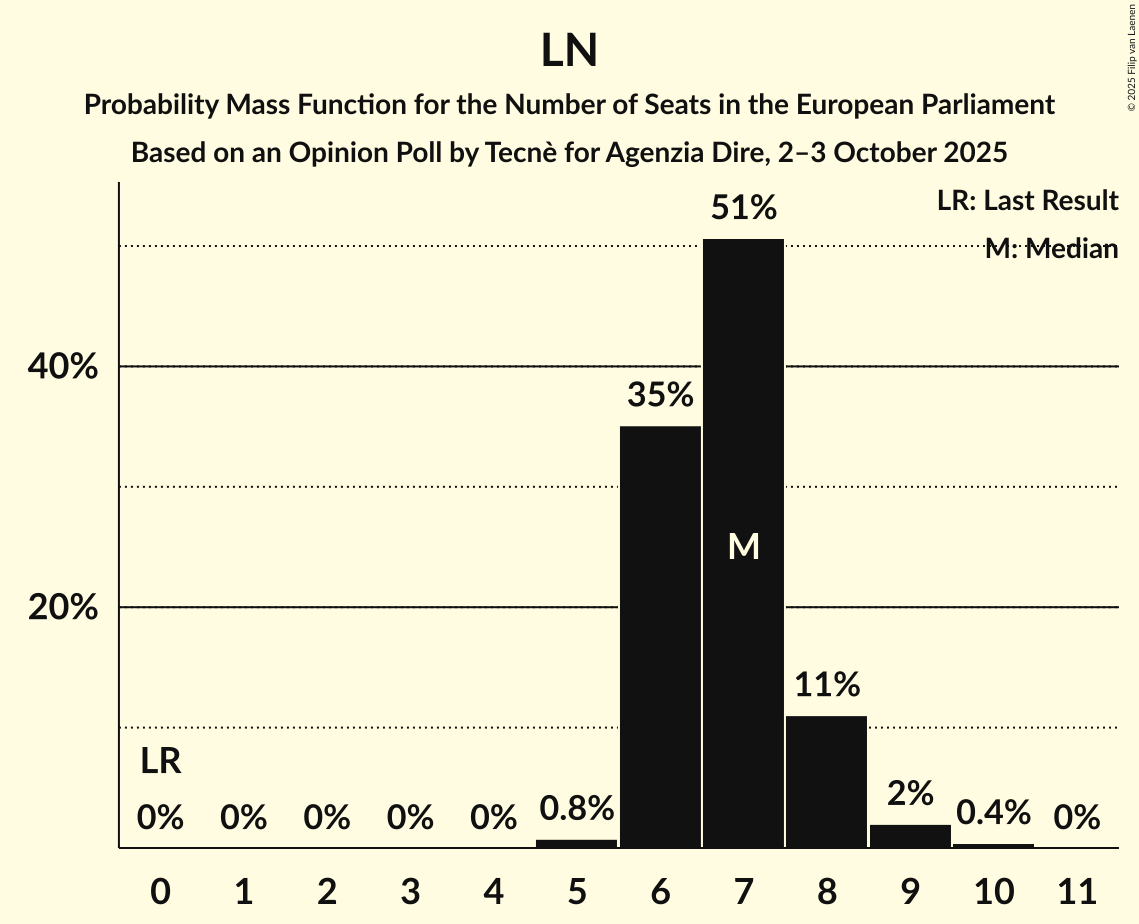 LN
Probability Mass Function for the Number of Seats in the European Parliament
Based on an Opinion Poll by Tecnè for Agenzia Dire, 2–3 October 2025
© 2025 Filip van Laenen
LR: Last Result
M: Median
51%
40%
35%
M
20%
11%
LR
0% 0% 0% 0% 0% 0.8% 2% 0.4% 0%
0 1 2 3 4 5 6 7 8 9 10 11